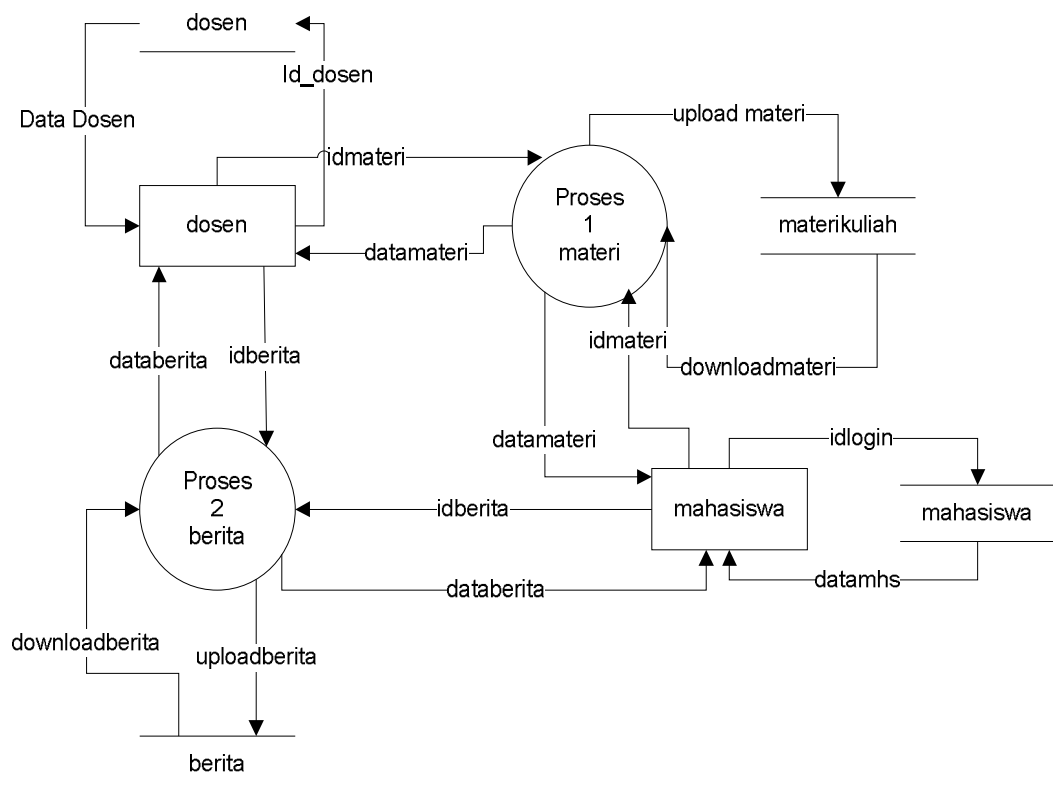 dosen
Id_dosen
Data Dosen
upload materi
idmateri
Proses
1
materi
dosen
materikuliah
datamateri
idmateri
databerita
idberita
downloadmateri
datamateri
idlogin
Proses
2
berita
idberita
mahasiswa
mahasiswa
databerita
datamhs
downloadberita
uploadberita
berita